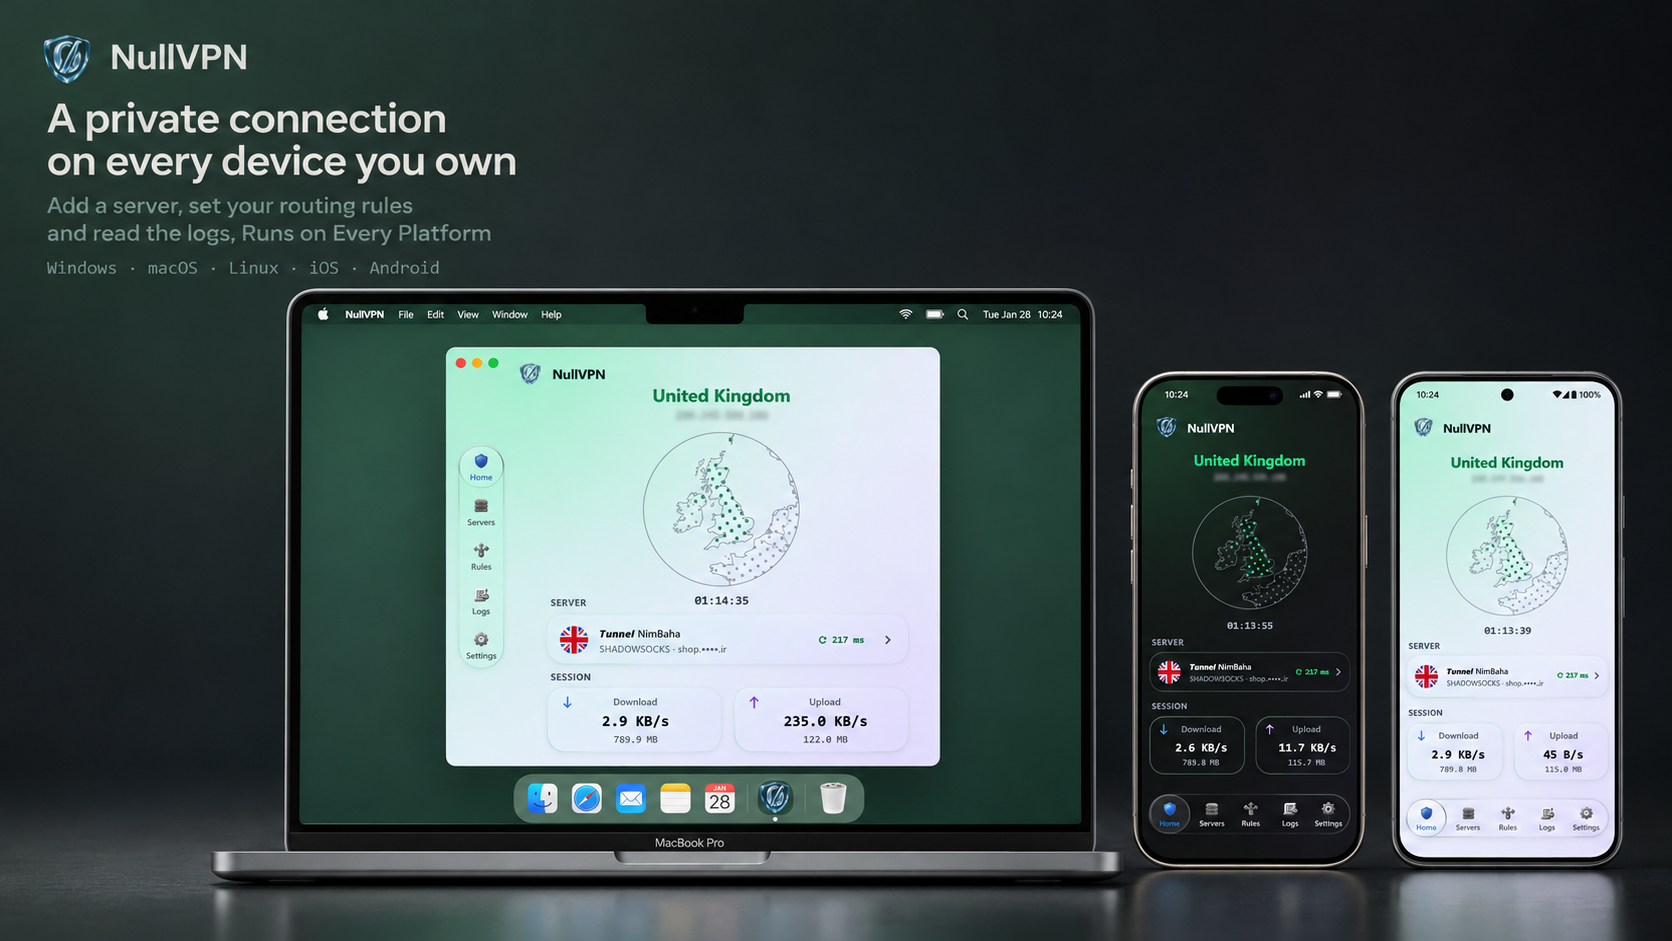 NullVPN
A private connection
on every device you own
Add a server, set your routing rules
and read the logs, Runs on Every Platform
Windows · macOS · Linux · iOS · Android
NullVPN File Edit View Window Help
Tue Jan 28 10:24
NullVPN
United Kingdom
Home
Servers
Rules
Logs
Settings
01:14:35
SERVER
Tunnel NimBaha
SHADOWSOCKS · shop.••••.ir
217 ms
SESSION
Download
2.9 KB/s
789.9 MB
Upload
235.0 KB/s
122.0 MB
JAN
28
MacBook Pro
10:24
NullVPN
United Kingdom
01:13:55
SERVER
Tunnel NimBaha
SHADOWSOCKS · shop.••••.ir
217 ms
SESSION
Download
2.6 KB/s
789.8 MB
Upload
11.7 KB/s
115.7 MB
Home Servers Rules Logs Settings
10:24
100%
NullVPN
United Kingdom
01:13:39
SERVER
Tunnel NimBaha
SHADOWSOCKS · shop.••••.ir
217 ms
SESSION
Download
2.9 KB/s
789.8 MB
Upload
45 B/s
115.0 MB
Home Servers Rules Logs Settings